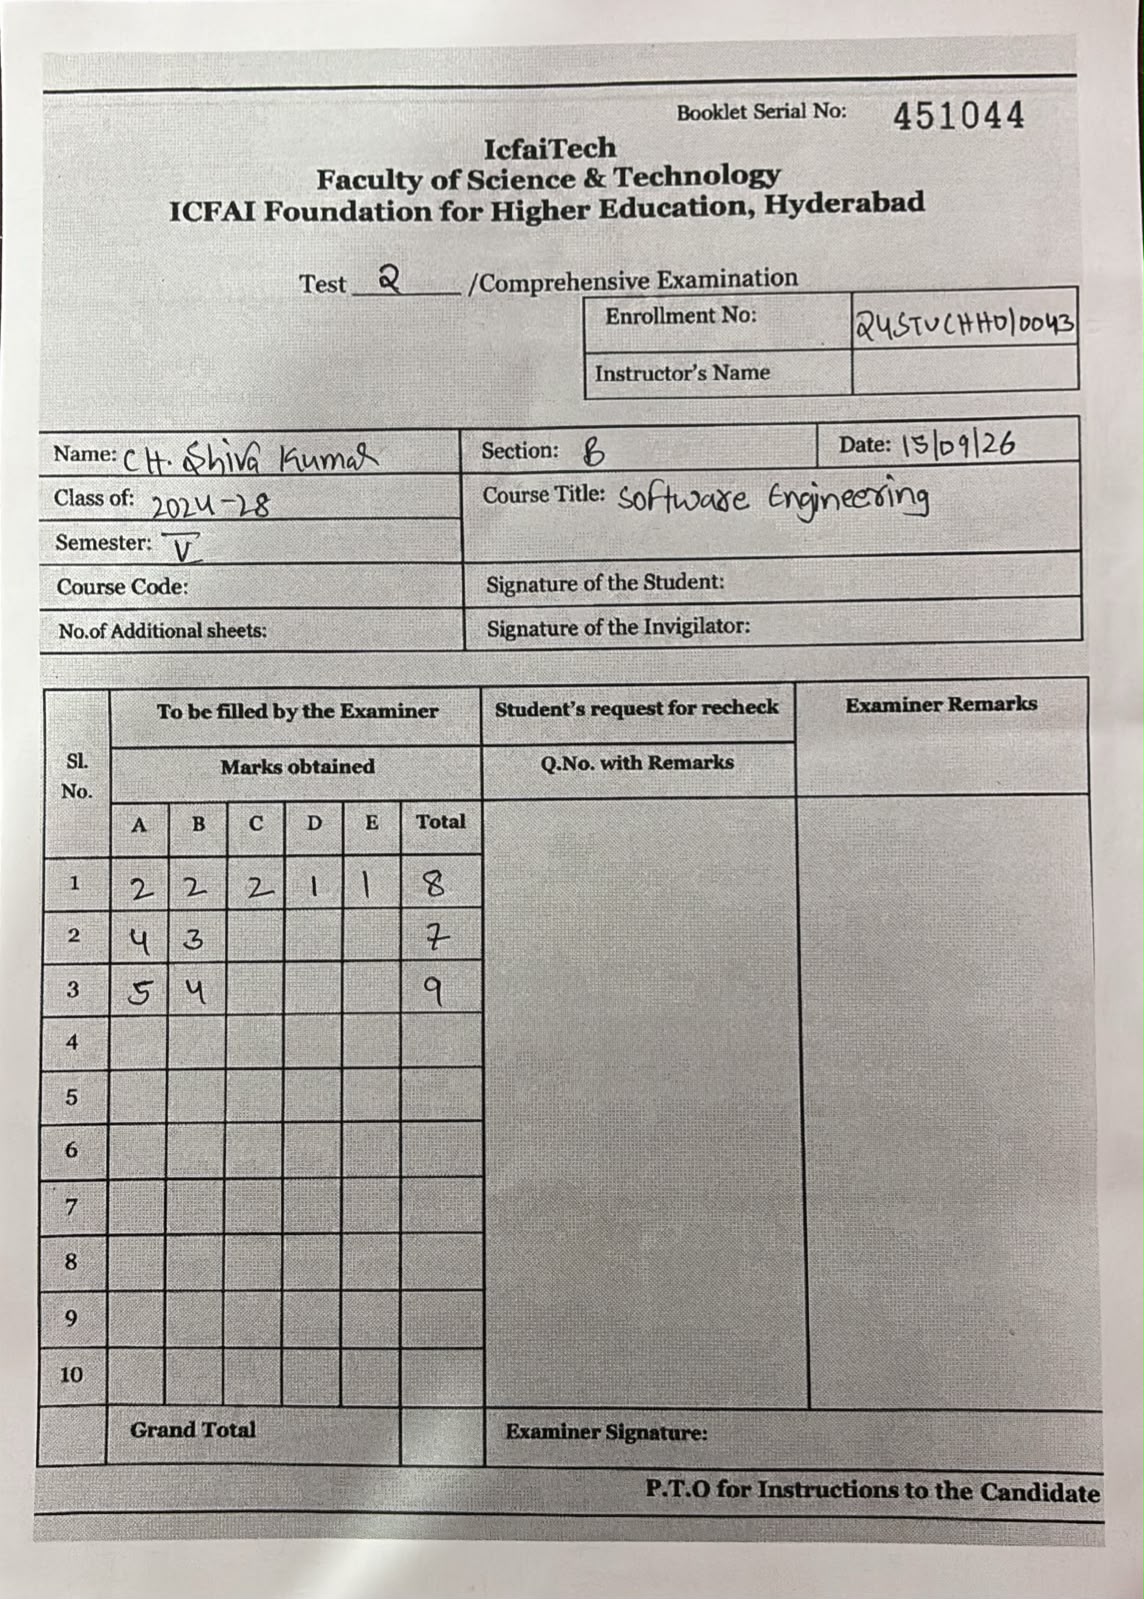 Booklet Serial No: 451044
IcfaiTech
Faculty of Science & Technology
ICFAI Foundation for Higher Education, Hyderabad
Test 2 /Comprehensive Examination
Enrollment No: 24STUCHH010043
Instructor's Name
Name: CH. Shiva Kumar Section: B Date: 15/09/26
Class of: 2024-28 Course Title: Software Engineering
Semester: V
Course Code: Signature of the Student:
No.of Additional sheets: Signature of the Invigilator:
Sl. No. To be filled by the Examiner Student's request for recheck Examiner Remarks
Marks obtained Q.No. with Remarks
A B C D E Total
1 2 2 2 1 1 8
2 4 3 7
3 5 4 9
4
5
6
7
8
9
10
Grand Total Examiner Signature:
P.T.O for Instructions to the Candidate